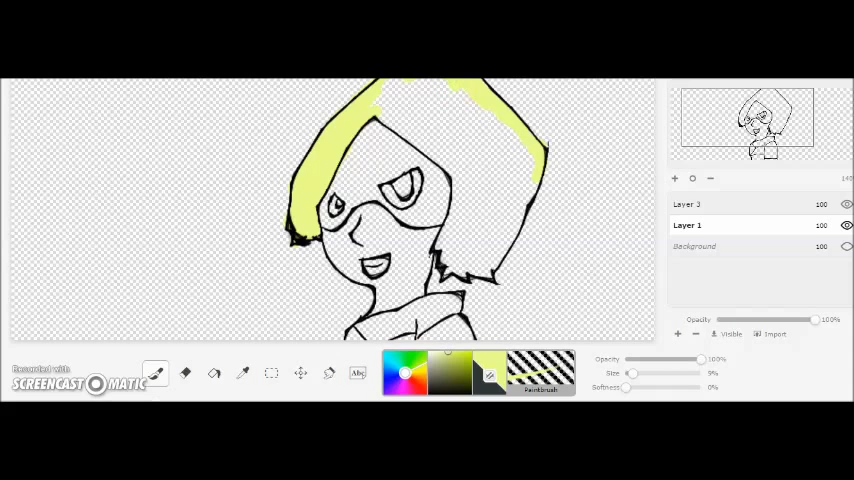 140
Layer 3 100
Layer 1 100
Background 100
Opacity 100%
Visible Import
Recorded with
SCREENCAST-O-MATIC
Abc
Paintbrush
Opacity 100%
Size 9%
Softness 0%